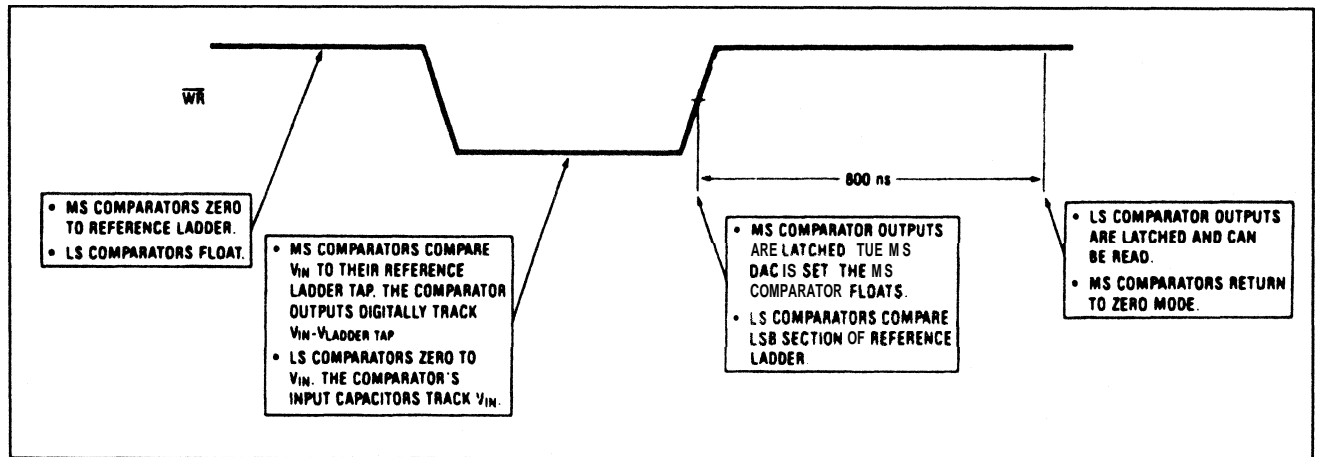 WR
800 ns
• MS COMPARATORS ZERO
TO REFERENCE LADDER.
• LS COMPARATORS FLOAT.
• MS COMPARATORS COMPARE
VIN TO THEIR REFERENCE
LADDER TAP. THE COMPARATOR
OUTPUTS DIGITALLY TRACK
VIN-VLADDER TAP
• LS COMPARATORS ZERO TO
VIN. THE COMPARATOR'S
INPUT CAPACITORS TRACK VIN.
• MS COMPARATOR OUTPUTS
ARE LATCHED TUE MS
DAC IS SET THE MS
COMPARATOR FLOATS.
• LS COMPARATORS COMPARE
LSB SECTION OF REFERENCE
LADDER.
• LS COMPARATOR OUTPUTS
ARE LATCHED AND CAN
BE READ.
• MS COMPARATORS RETURN
TO ZERO MODE.